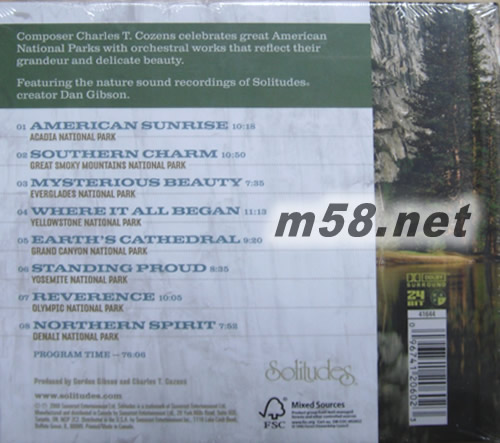 Composer Charles T. Cozens celebrates great American
National Parks with orchestral works that reflect their
grandeur and delicate beauty.
Featuring the nature sound recordings of Solitudes®
creator Dan Gibson.
01 AMERICAN SUNRISE 10:18
ACADIA NATIONAL PARK
02 SOUTHERN CHARM 10:50
GREAT SMOKY MOUNTAINS NATIONAL PARK
03 MYSTERIOUS BEAUTY 7:35
EVERGLADES NATIONAL PARK
04 WHERE IT ALL BEGAN 11:13
YELLOWSTONE NATIONAL PARK
m58.net
05 EARTH'S CATHEDRAL 9:20
GRAND CANYON NATIONAL PARK
06 STANDING PROUD 8:35
YOSEMITE NATIONAL PARK
07 REVERENCE 10:05
OLYMPIC NATIONAL PARK
08 NORTHERN SPIRIT 7:52
DENALI NATIONAL PARK
PROGRAM TIME — 76:06
Produced by Gordon Gibson and Charles T. Cozens
www.solitudes.com
Solitudes®
FSC
Mixed Sources
DOLBY
SURROUND
24
BIT
41644